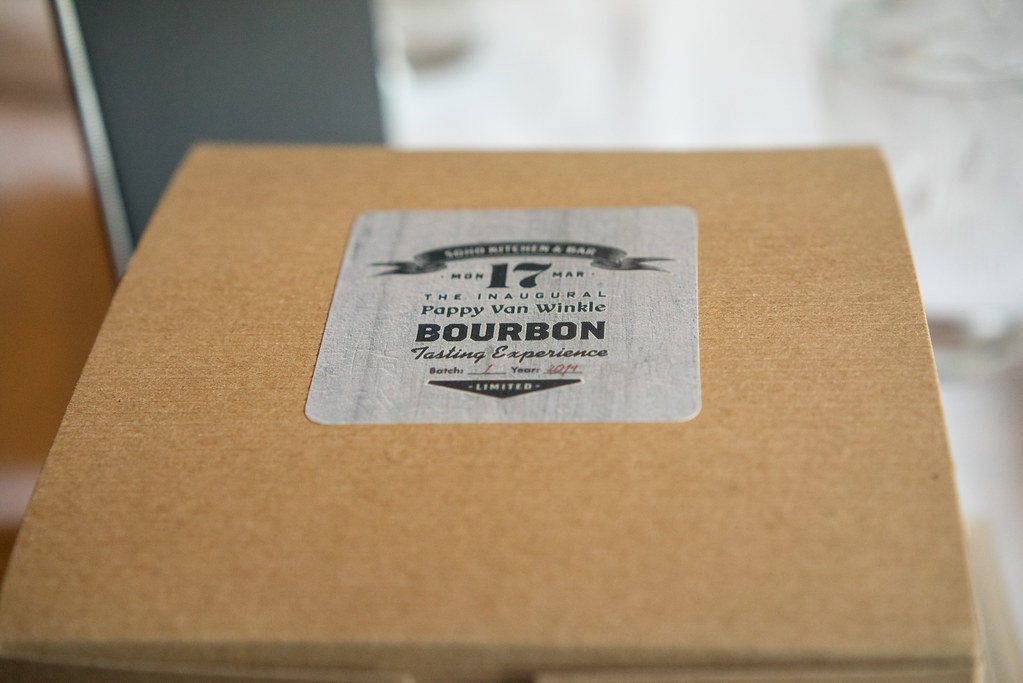 SOHO KITCHEN & BAR
· MON 17 MAR ·
THE INAUGURAL
Pappy Van Winkle
BOURBON
Tasting Experience
Batch: 1 Year: 2014
- LIMITED -